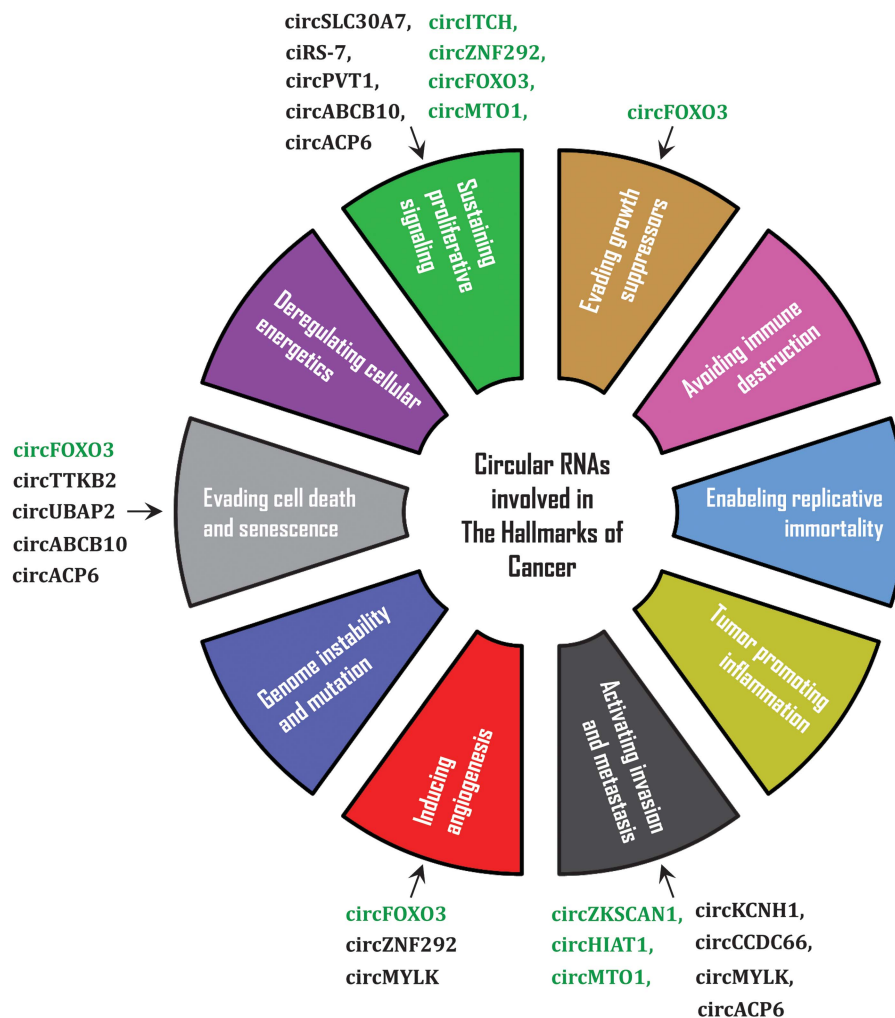 circSLC30A7,
ciRS-7,
circPVT1,
circABCB10,
circACP6
circITCH,
circZNF292,
circFOXO3,
circMTO1,
circFOXO3
Sustaining
proliferative
signaling
Evading growth
suppressors
Deregulating cellular
energetics
Avoiding immune
destruction
circFOXO3
circTTKB2
circUBAP2
circABCB10
circACP6
Evading cell death
and senescence
Circular RNAs
involved in
The Hallmarks of
Cancer
Enabeling replicative
immortality
Genome instability
and mutation
Tumor promoting
inflammation
Inducing
angiogenesis
Activating invasion
and metastasis
circFOXO3
circZNF292
circMYLK
circZKSCAN1,
circHIAT1,
circMTO1,
circKCNH1,
circCCDC66,
circMYLK,
circACP6